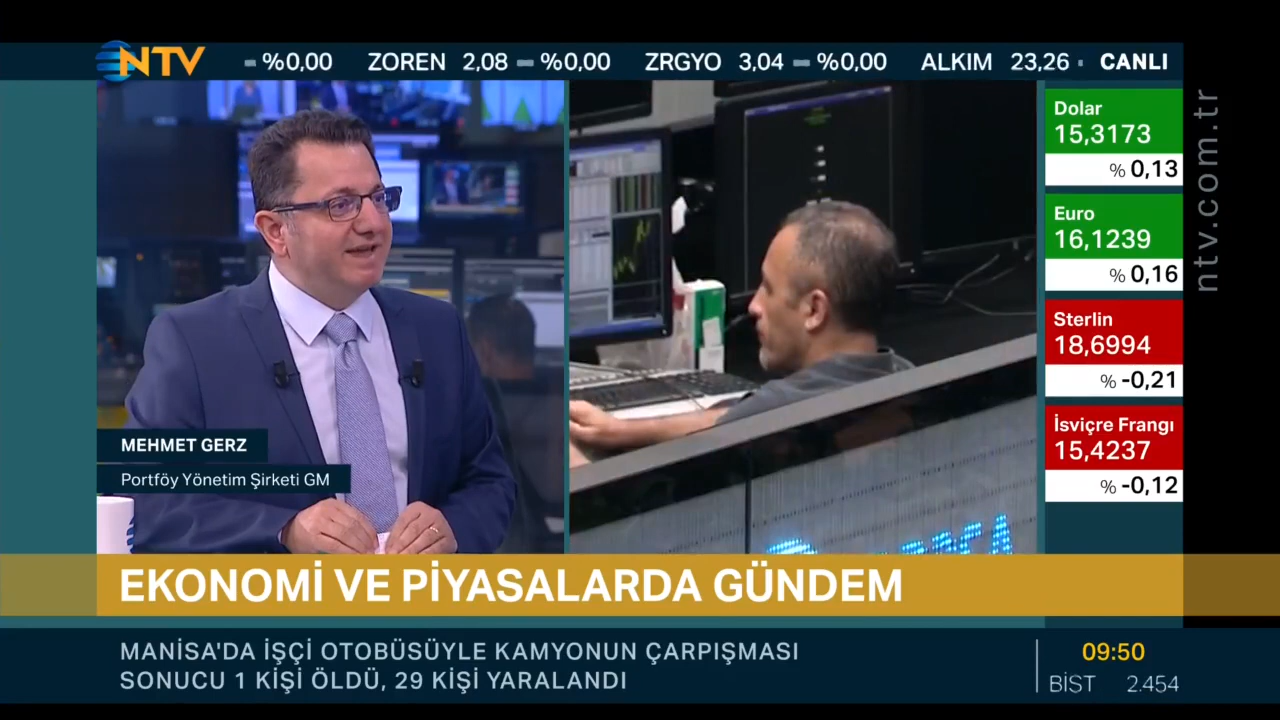 NTV
%0,00 ZOREN 2,08 %0,00 ZRGYO 3,04 %0,00 ALKIM 23,26 CANLI
Dolar
15,3173
% 0,13
Euro
16,1239
% 0,16
Sterlin
18,6994
% -0,21
İsviçre Frangı
15,4237
% -0,12
ntv.com.tr
MEHMET GERZ
Portföy Yönetim Şirketi GM
EKONOMİ VE PİYASALARDA GÜNDEM
MANİSA'DA İŞÇİ OTOBÜSÜYLE KAMYONUN ÇARPIŞMASI
SONUCU 1 KİŞİ ÖLDÜ, 29 KİŞİ YARALANDI
09:50
BİST 2.454